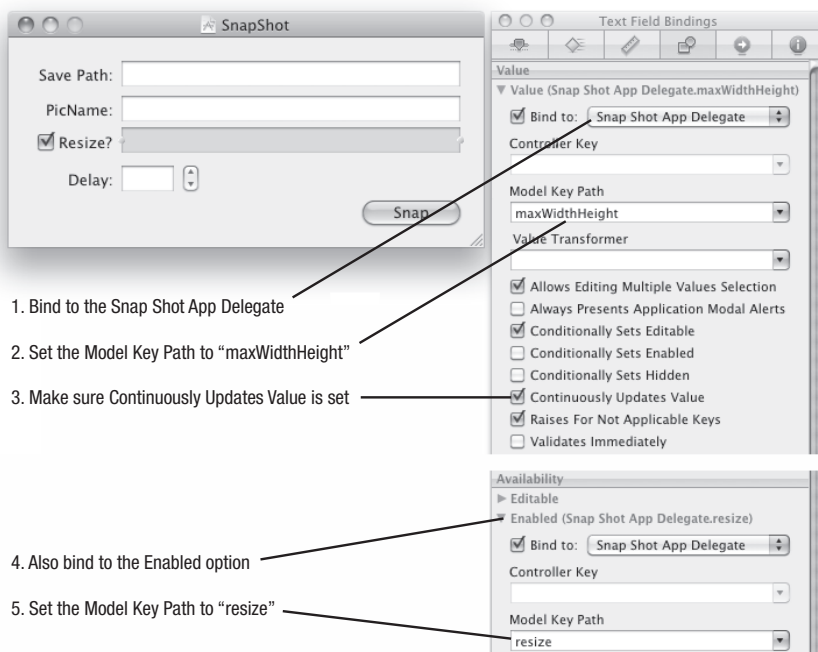 SnapShot
Save Path:
PicName:
Resize?
Delay:
Snap
1. Bind to the Snap Shot App Delegate
2. Set the Model Key Path to “maxWidthHeight”
3. Make sure Continuously Updates Value is set
4. Also bind to the Enabled option
5. Set the Model Key Path to “resize”
Text Field Bindings
Value
Value (Snap Shot App Delegate.maxWidthHeight)
Bind to: Snap Shot App Delegate
Controller Key
Model Key Path
maxWidthHeight
Value Transformer
Allows Editing Multiple Values Selection
Always Presents Application Modal Alerts
Conditionally Sets Editable
Conditionally Sets Enabled
Conditionally Sets Hidden
Continuously Updates Value
Raises For Not Applicable Keys
Validates Immediately
Availability
Editable
Enabled (Snap Shot App Delegate.resize)
Bind to: Snap Shot App Delegate
Controller Key
Model Key Path
resize